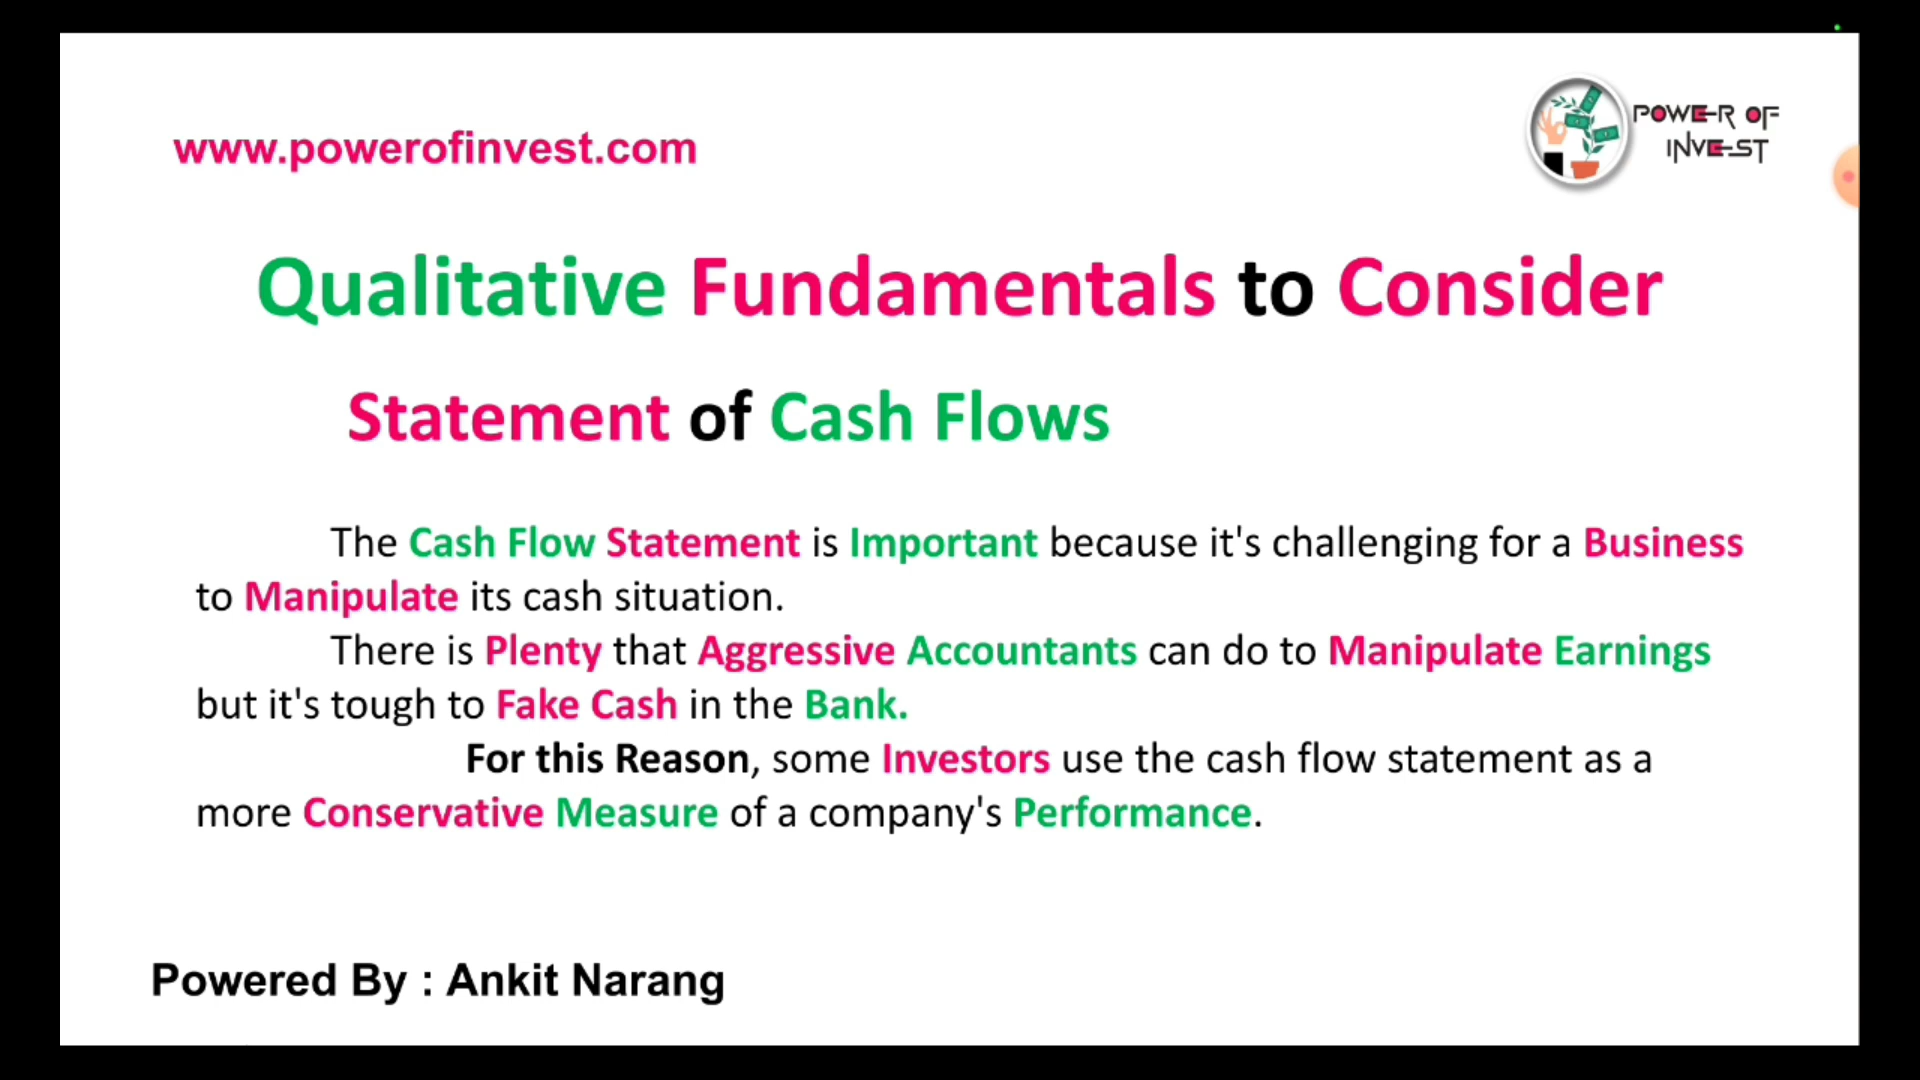 www.powerofinvest.com
POWER OF
INVEST
Qualitative Fundamentals to Consider
Statement of Cash Flows
The Cash Flow Statement is Important because it's challenging for a Business
to Manipulate its cash situation.
There is Plenty that Aggressive Accountants can do to Manipulate Earnings
but it's tough to Fake Cash in the Bank.
For this Reason, some Investors use the cash flow statement as a
more Conservative Measure of a company's Performance.
Powered By : Ankit Narang